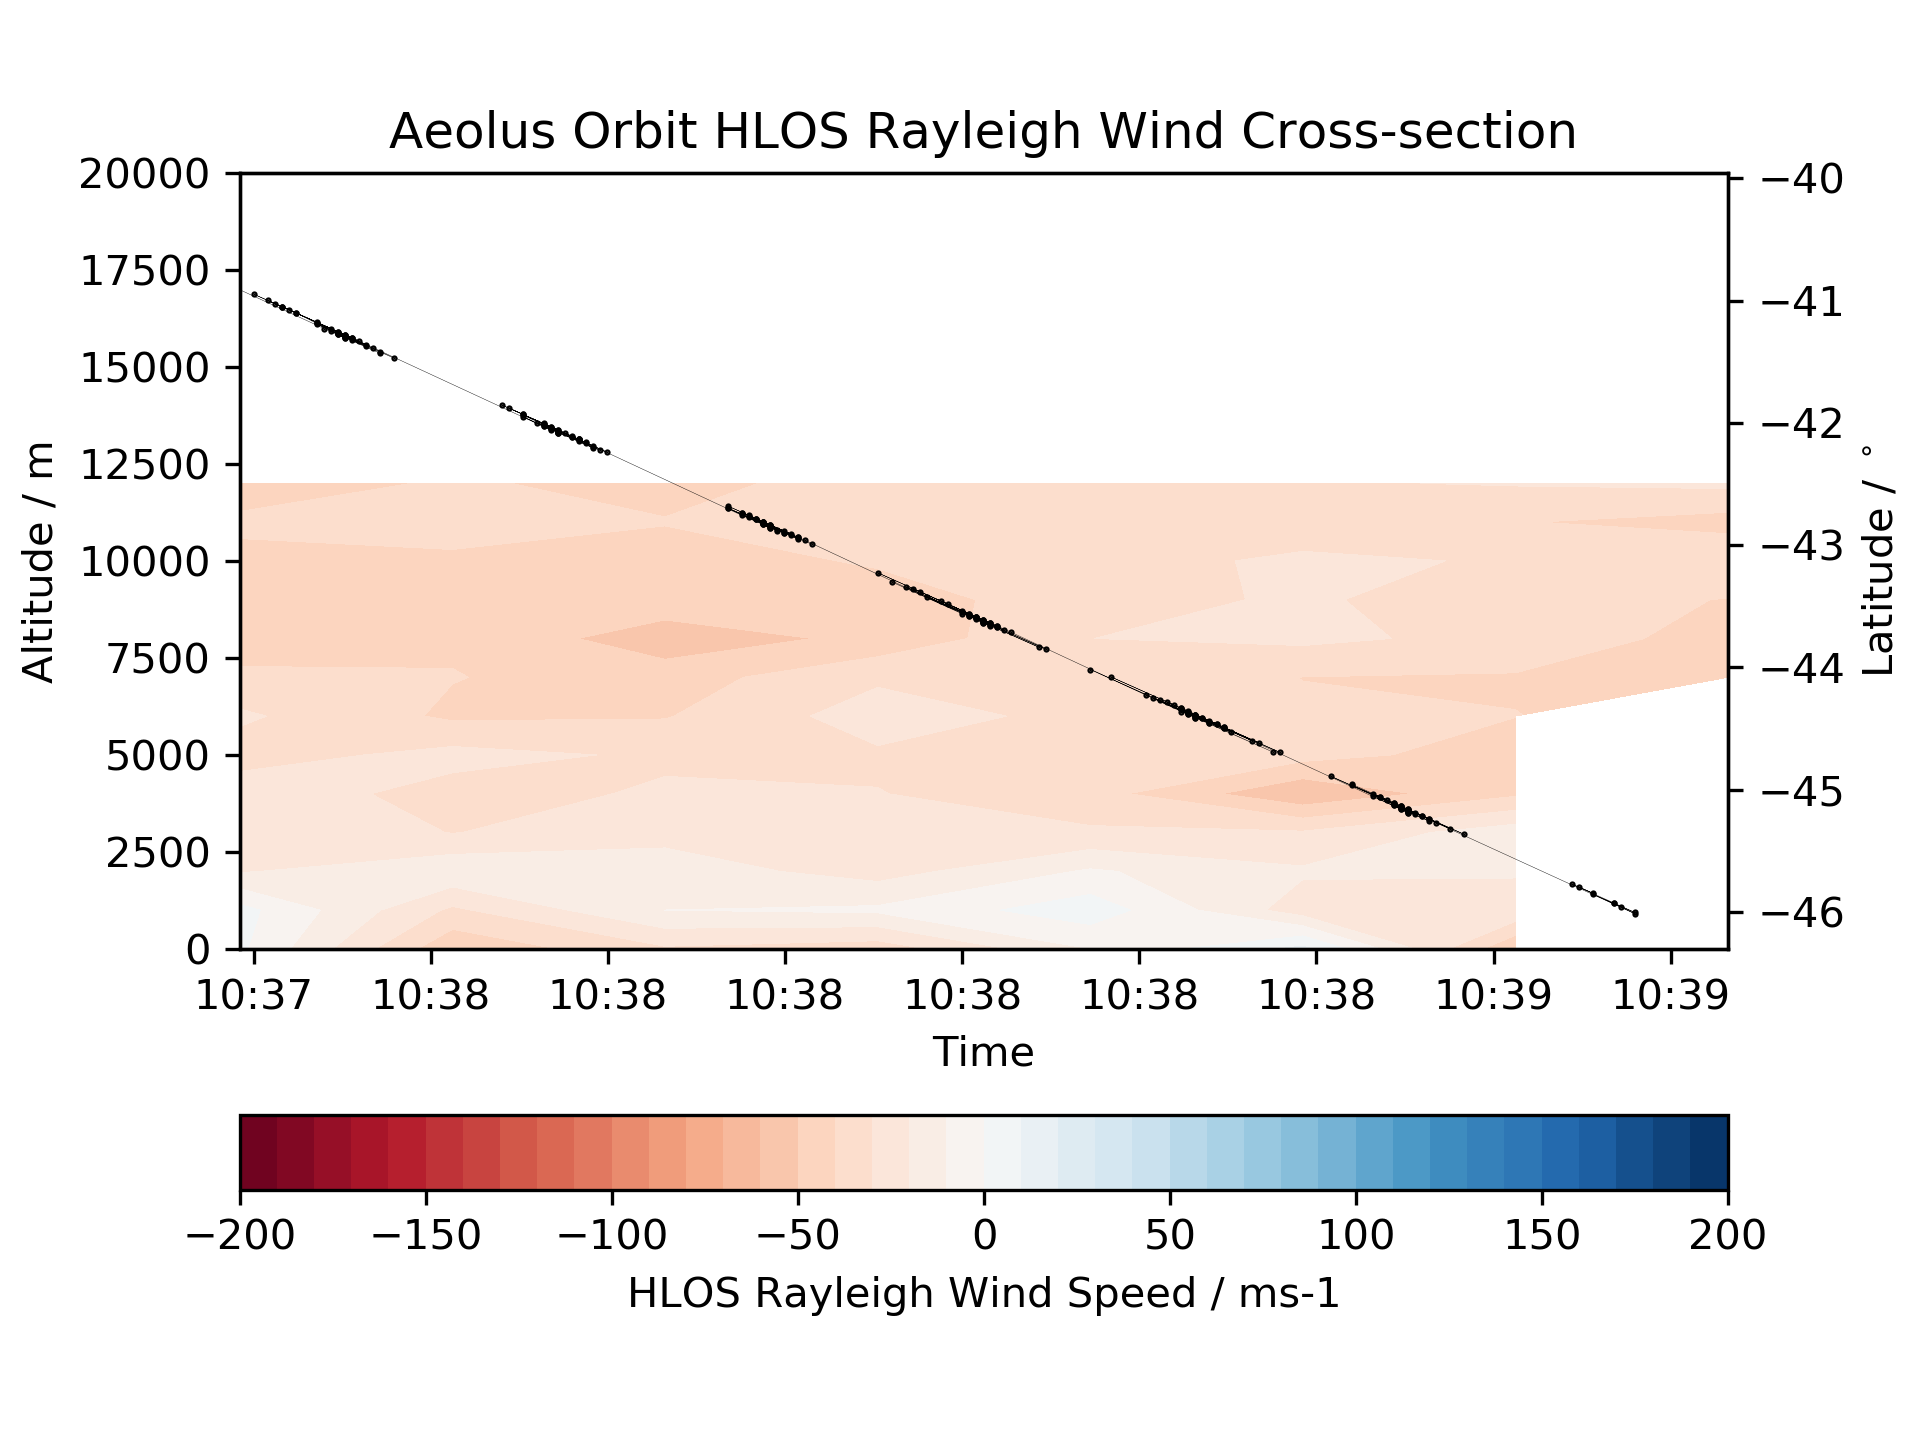 Aeolus Orbit HLOS Rayleigh Wind Cross-section
20000
17500
15000
12500
10000
7500
5000
2500
0
Altitude / m
−40
−41
−42
−43
−44
−45
−46
Latitude / °
10:37 10:38 10:38 10:38 10:38 10:38 10:38 10:39 10:39
Time
−200 −150 −100 −50 0 50 100 150 200
HLOS Rayleigh Wind Speed / ms-1